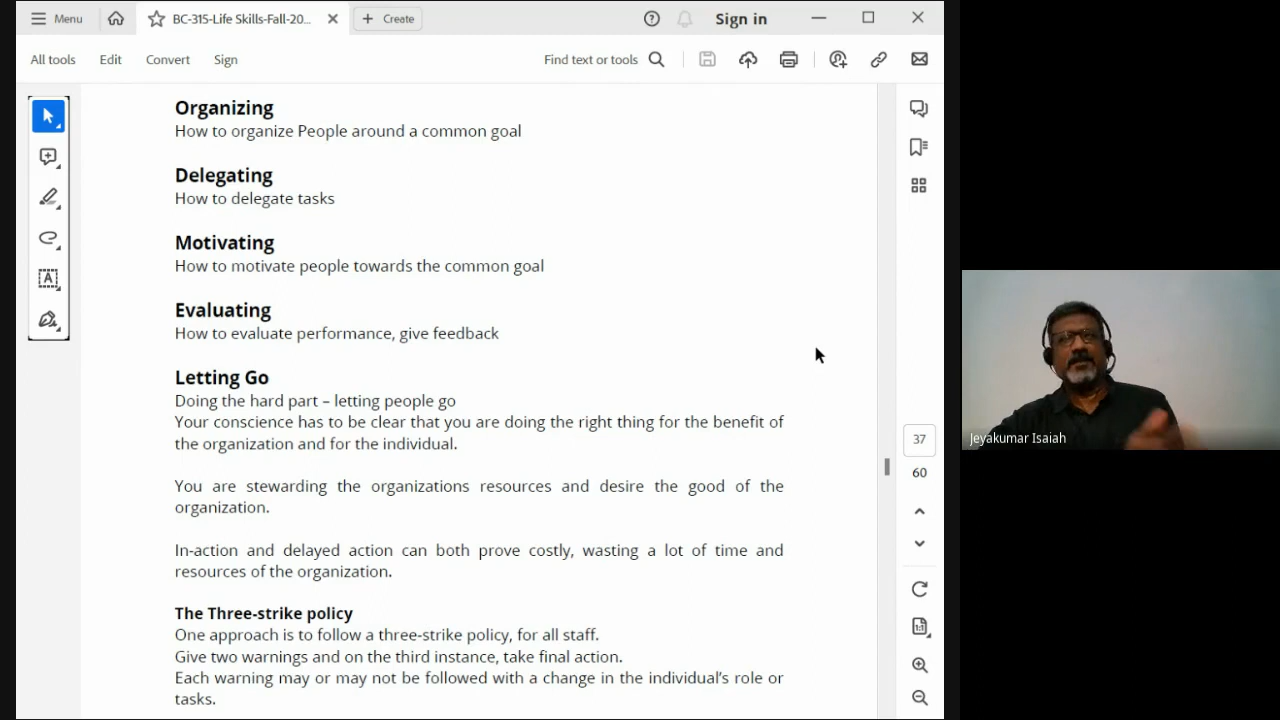 Menu
BC-315-Life Skills-Fall-20...
Create
Sign in
All tools
Edit
Convert
Sign
Find text or tools
Organizing
How to organize People around a common goal
Delegating
How to delegate tasks
Motivating
How to motivate people towards the common goal
Evaluating
How to evaluate performance, give feedback
Letting Go
Doing the hard part – letting people go
Your conscience has to be clear that you are doing the right thing for the benefit of
the organization and for the individual.
You are stewarding the organizations resources and desire the good of the
organization.
In-action and delayed action can both prove costly, wasting a lot of time and
resources of the organization.
The Three-strike policy
One approach is to follow a three-strike policy, for all staff.
Give two warnings and on the third instance, take final action.
Each warning may or may not be followed with a change in the individual's role or
tasks.
37
60
Jeyakumar Isaiah